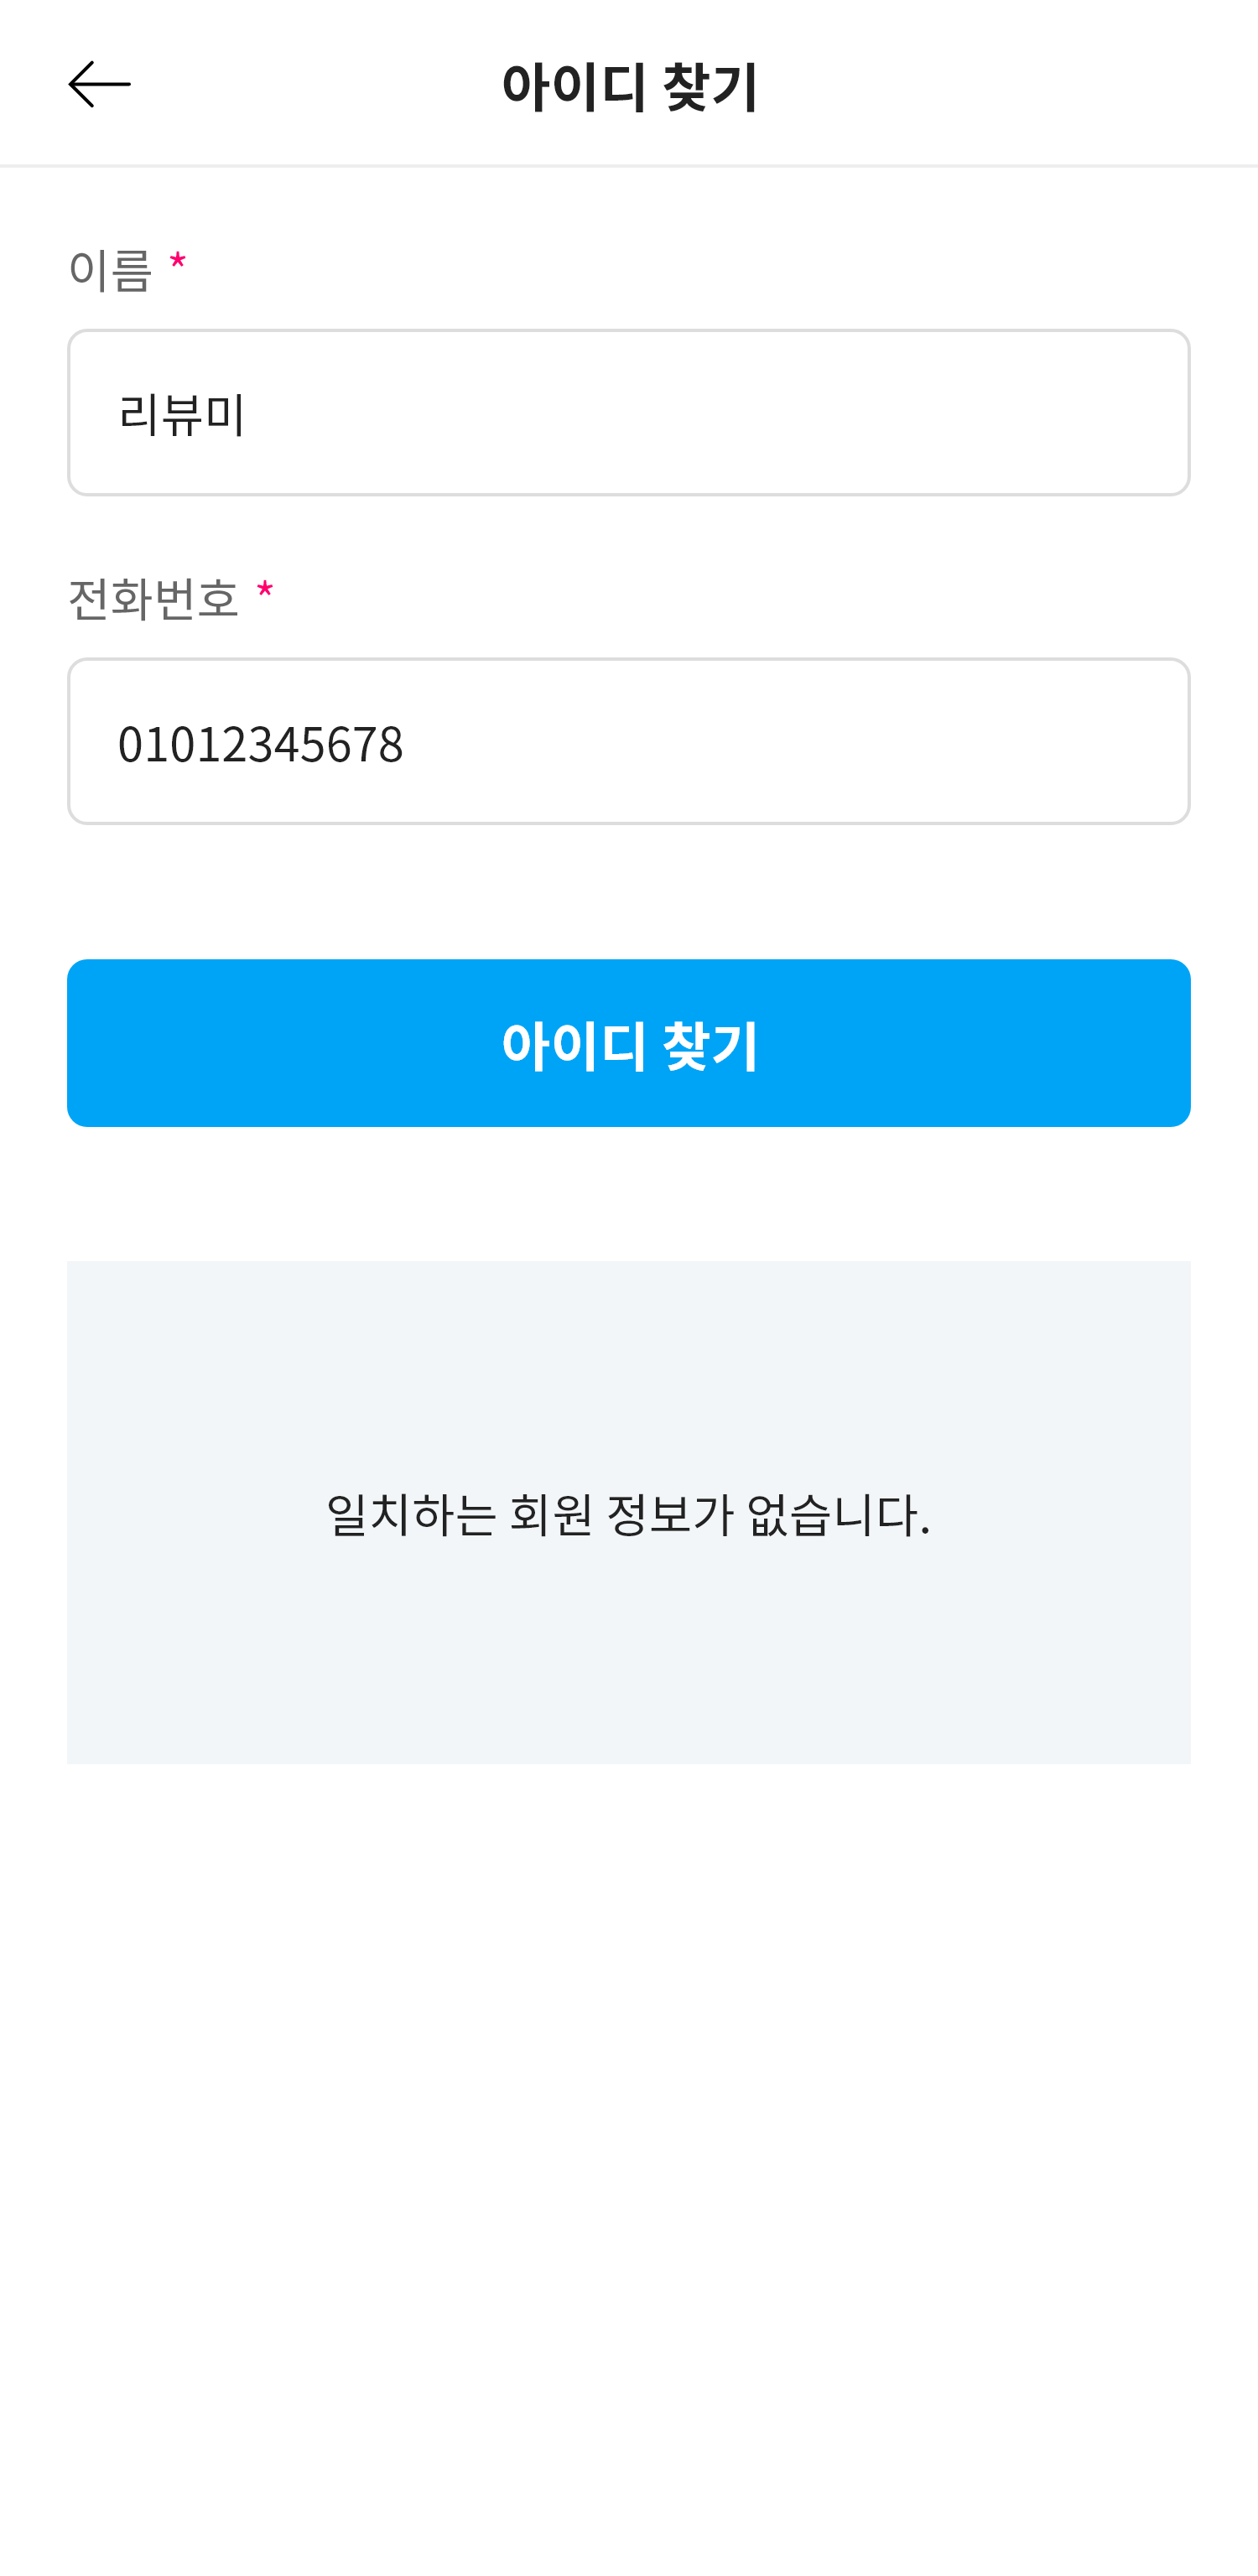 아이디 찾기
이름 *
리뷰미
전화번호 *
01012345678
아이디 찾기
일치하는 회원 정보가 없습니다.